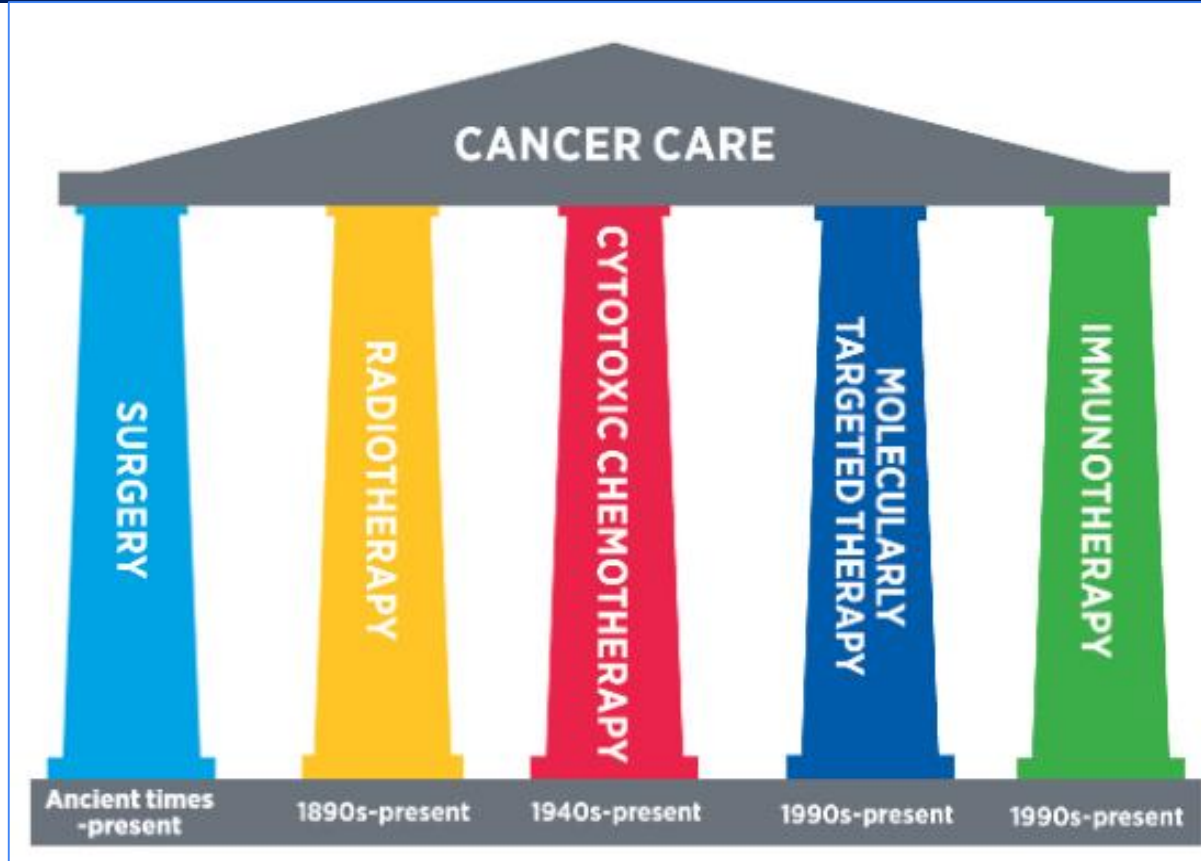 CANCER CARE
SURGERY
RADIOTHERAPY
CYTOTOXIC CHEMOTHERAPY
MOLECULARLY
TARGETED THERAPY
IMMUNOTHERAPY
Ancient times
-present
1890s-present
1940s-present
1990s-present
1990s-present